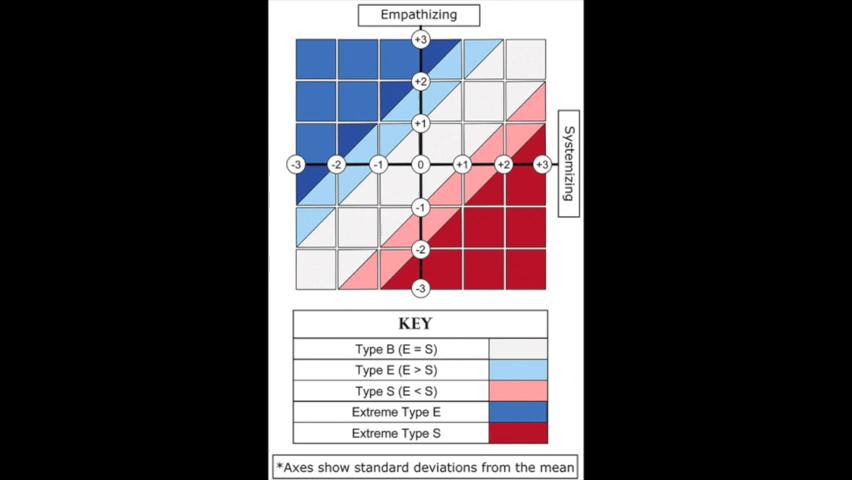 Empathizing
+3
+2
+1
-3 -2 -1 0 +1 +2 +3
Systemizing
-1
-2
-3
KEY
Type B (E = S)
Type E (E > S)
Type S (E < S)
Extreme Type E
Extreme Type S
*Axes show standard deviations from the mean